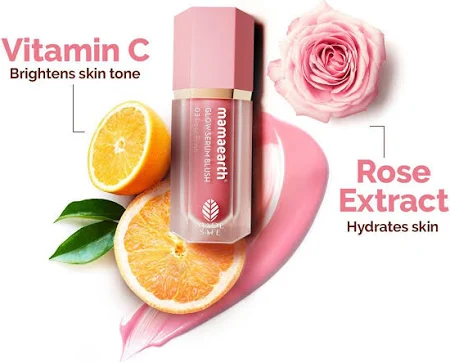 Vitamin C
Brightens skin tone
mamaearth
GLOW SERUM BLUSH
Rose
Extract
Hydrates skin